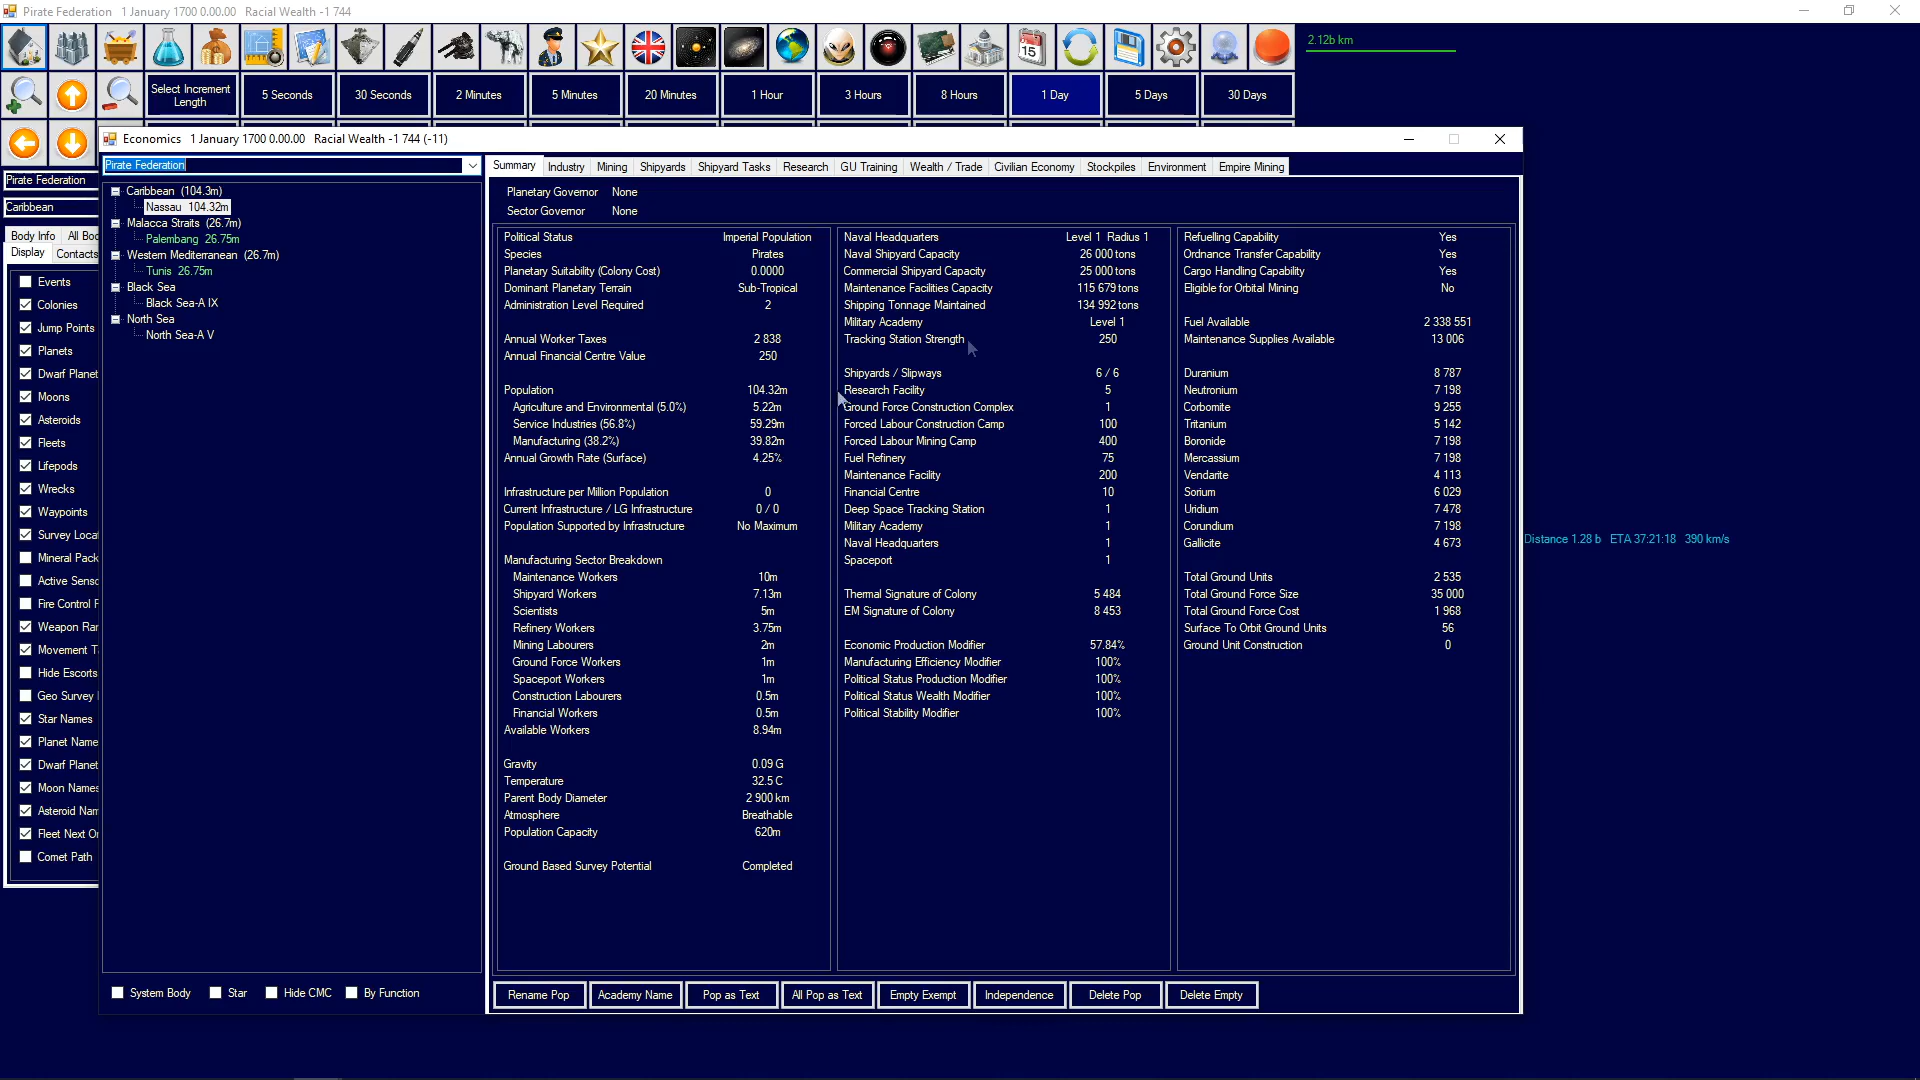 Pirate Federation 1 January 1700 0.00.00 Racial Wealth -1 744
2.12b km
Select Increment Length
5 Seconds
30 Seconds
2 Minutes
5 Minutes
20 Minutes
1 Hour
3 Hours
8 Hours
1 Day
5 Days
30 Days
Economics 1 January 1700 0.00.00 Racial Wealth -1 744 (-11)
Pirate Federation
Caribbean
Body Info All Bod
Display Contacts
Events
Colonies
Jump Points
Planets
Dwarf Planet
Moons
Asteroids
Fleets
Lifepods
Wrecks
Waypoints
Survey Locat
Mineral Pack
Active Senso
Fire Control F
Weapon Ran
Movement T
Hide Escorts
Geo Survey
Star Names
Planet Name
Dwarf Planet
Moon Names
Asteroid Nam
Fleet Next Or
Comet Path
Pirate Federation
Caribbean (104.3m)
Nassau 104.32m
Malacca Straits (26.7m)
Palembang 26.75m
Western Mediterranean (26.7m)
Tunis 26.75m
Black Sea
Black Sea-A IX
North Sea
North Sea-A V
System Body
Star
Hide CMC
By Function
Summary Industry Mining Shipyards Shipyard Tasks Research GU Training Wealth / Trade Civilian Economy Stockpiles Environment Empire Mining
Planetary Governor None
Sector Governor None
Political Status Imperial Population
Species Pirates
Planetary Suitability (Colony Cost) 0.0000
Dominant Planetary Terrain Sub-Tropical
Administration Level Required 2
Annual Worker Taxes 2 838
Annual Financial Centre Value 250
Population 104.32m
Agriculture and Environmental (5.0%) 5.22m
Service Industries (56.8%) 59.29m
Manufacturing (38.2%) 39.82m
Annual Growth Rate (Surface) 4.25%
Infrastructure per Million Population 0
Current Infrastructure / LG Infrastructure 0 / 0
Population Supported by Infrastructure No Maximum
Manufacturing Sector Breakdown
Maintenance Workers 10m
Shipyard Workers 7.13m
Scientists 5m
Refinery Workers 3.75m
Mining Labourers 2m
Ground Force Workers 1m
Spaceport Workers 1m
Construction Labourers 0.5m
Financial Workers 0.5m
Available Workers 8.94m
Gravity 0.09 G
Temperature 32.5 C
Parent Body Diameter 2 900 km
Atmosphere Breathable
Population Capacity 620m
Ground Based Survey Potential Completed
Naval Headquarters Level 1 Radius 1
Naval Shipyard Capacity 26 000 tons
Commercial Shipyard Capacity 25 000 tons
Maintenance Facilities Capacity 115 679 tons
Shipping Tonnage Maintained 134 992 tons
Military Academy Level 1
Tracking Station Strength 250
Shipyards / Slipways 6 / 6
Research Facility 5
Ground Force Construction Complex 1
Forced Labour Construction Camp 100
Forced Labour Mining Camp 400
Fuel Refinery 75
Maintenance Facility 200
Financial Centre 10
Deep Space Tracking Station 1
Military Academy 1
Naval Headquarters 1
Spaceport 1
Thermal Signature of Colony 5 484
EM Signature of Colony 8 453
Economic Production Modifier 57.84%
Manufacturing Efficiency Modifier 100%
Political Status Production Modifier 100%
Political Status Wealth Modifier 100%
Political Stability Modifier 100%
Refuelling Capability Yes
Ordnance Transfer Capability Yes
Cargo Handling Capability Yes
Eligible for Orbital Mining No
Fuel Available 2 338 551
Maintenance Supplies Available 13 006
Duranium 8 787
Neutronium 7 198
Corbomite 9 255
Tritanium 5 142
Boronide 7 198
Mercassium 7 198
Vendarite 4 113
Sorium 6 029
Uridium 7 478
Corundium 7 198
Gallicite 4 673
Total Ground Units 2 535
Total Ground Force Size 35 000
Total Ground Force Cost 1 968
Surface To Orbit Ground Units 56
Ground Unit Construction 0
Rename Pop
Academy Name
Pop as Text
All Pop as Text
Empty Exempt
Independence
Delete Pop
Delete Empty
Distance 1.28 b ETA 37:21:18 390 km/s